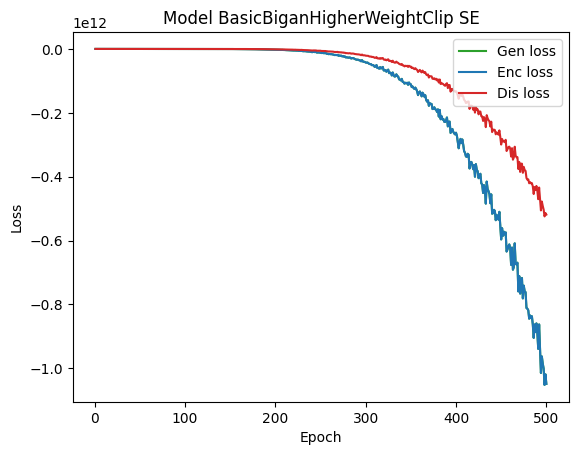 Model BasicBiganHigherWeightClip SE
1e12
Gen loss
Enc loss
Dis loss
0.0
−0.2
−0.4
−0.6
−0.8
−1.0
Loss
0 100 200 300 400 500
Epoch